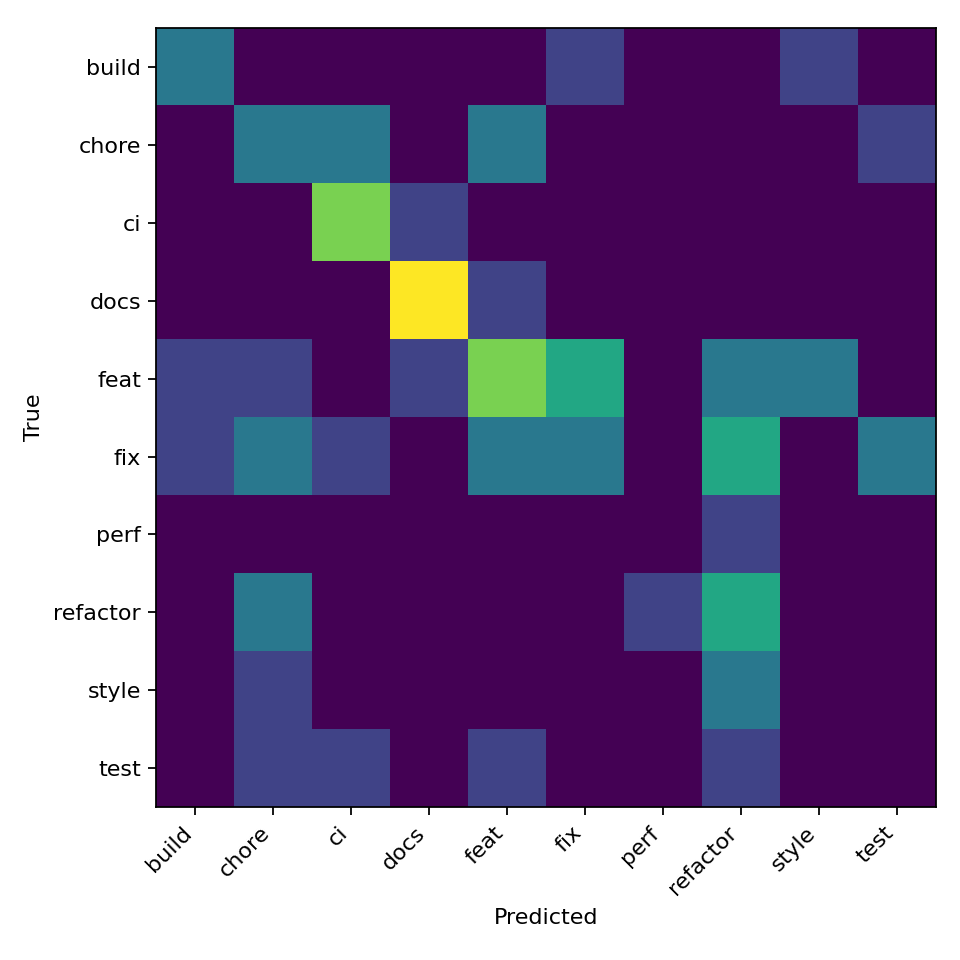 build
chore
ci
docs
feat
fix
perf
refactor
style
test
True
build
chore
ci
docs
feat
fix
perf
refactor
style
test
Predicted